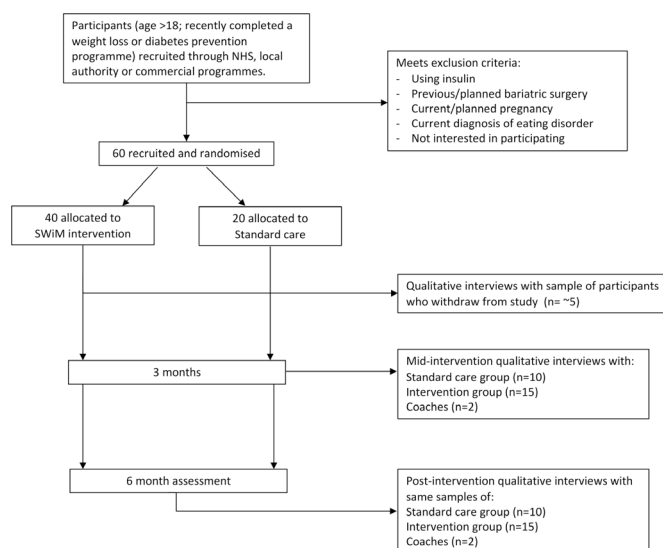 Participants (age >18; recently completed a
weight loss or diabetes prevention
programme) recruited through NHS, local
authority or commercial programmes.
Meets exclusion criteria:
- Using insulin
- Previous/planned bariatric surgery
- Current/planned pregnancy
- Current diagnosis of eating disorder
- Not interested in participating
60 recruited and randomised
40 allocated to
SWiM intervention
20 allocated to
Standard care
Qualitative interviews with sample of participants
who withdraw from study (n= ~5)
3 months
Mid-intervention qualitative interviews with:
Standard care group (n=10)
Intervention group (n=15)
Coaches (n=2)
6 month assessment
Post-intervention qualitative interviews with
same samples of:
Standard care group (n=10)
Intervention group (n=15)
Coaches (n=2)